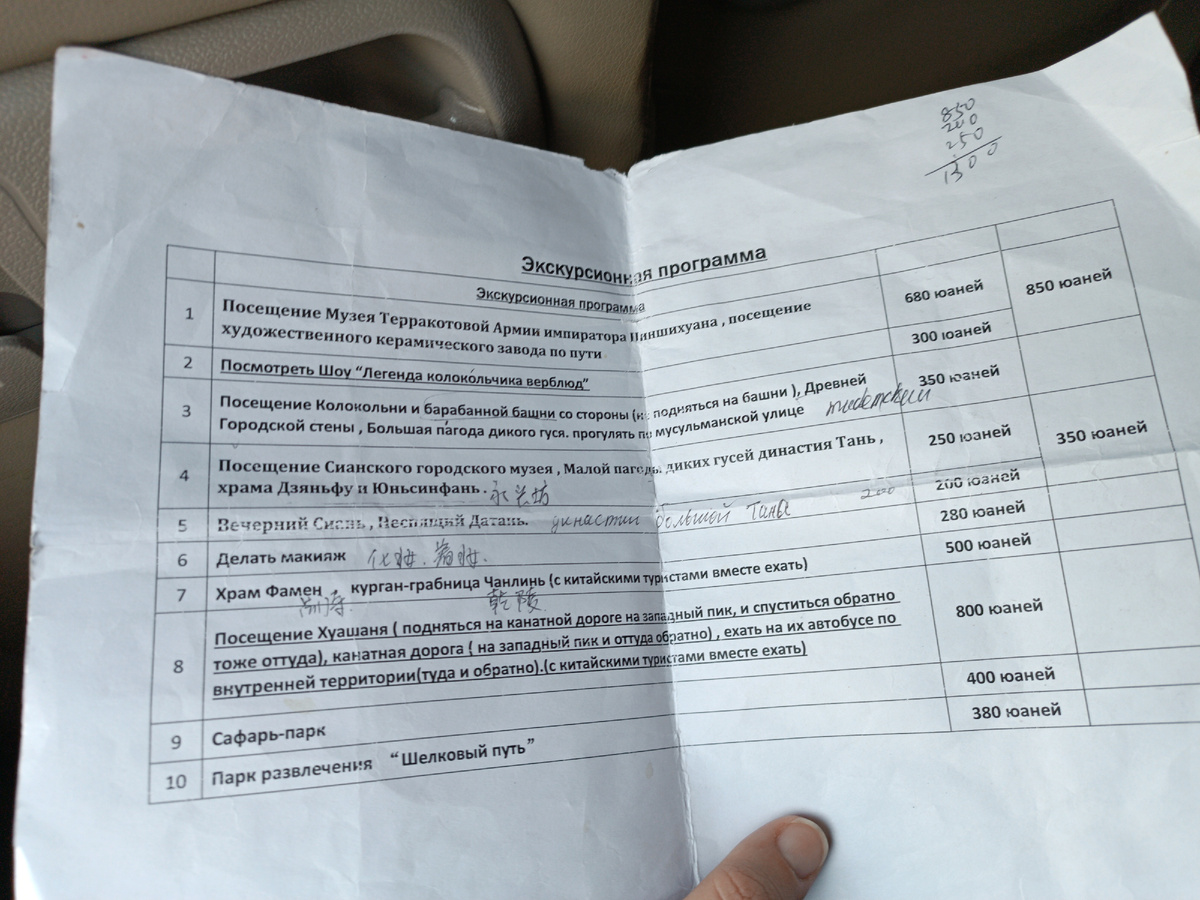 850
200
250
1300
Экскурсионная программа
Экскурсионная программа
1 Посещение Музея Терракотовой Армии импиратора Циншихуана , посещение 680 юаней 850 юаней
художественного керамического завода по пути
2 Посмотреть Шоу “Легенда колокольчика верблюд” 300 юаней
3 Посещение Колокольни и барабанной башни со стороны (не подняться на башни ), Древней 350 юаней
Городской стены , Большая пагода дикого гуся. прогулять по мусульманской улице
4 Посещение Сианского городского музея , Малой пагоды диких гусей династия Тань , 250 юаней 350 юаней
храма Дзяньфу и Юньсинфань . 永兴坊
5 Вечерний Сиань , Неспящий Датань. династии большой Тань 200 200 юаней
6 Делать макияж 化妆. 280 юаней
7 Храм Фамен , курган-грабница Чанлинь (с китайскими туристами вместе ехать) 500 юаней
乾陵
8 Посещение Хуашаня ( подняться на канатной дороге на западный пик, и спуститься обратно 800 юаней
тоже оттуда), канатная дорога ( на западный пик и оттуда обратно) , ехать на их автобусе по
внутренней территории(туда и обратно).(с китайскими туристами вместе ехать)
9 Сафарь-парк 400 юаней
10 Парк развлечения “Шелковый путь” 380 юаней